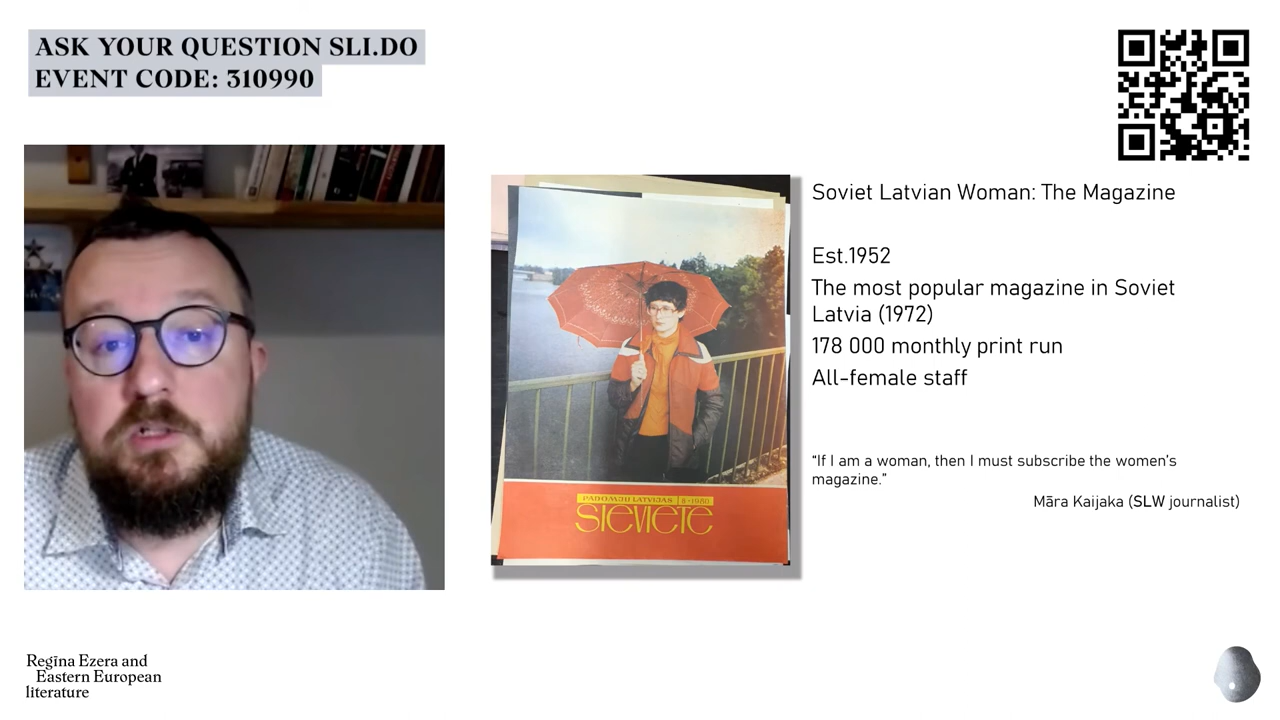 ASK YOUR QUESTION SLI.DO
EVENT CODE: 310990
PADOMJU LATVIJAS 8·1980
SIEVIETE
Soviet Latvian Woman: The Magazine
Est.1952
The most popular magazine in Soviet
Latvia (1972)
178 000 monthly print run
All-female staff
“If I am a woman, then I must subscribe the women’s
magazine.”
Māra Kaijaka (SLW journalist)
Regīna Ezera and
Eastern European
literature